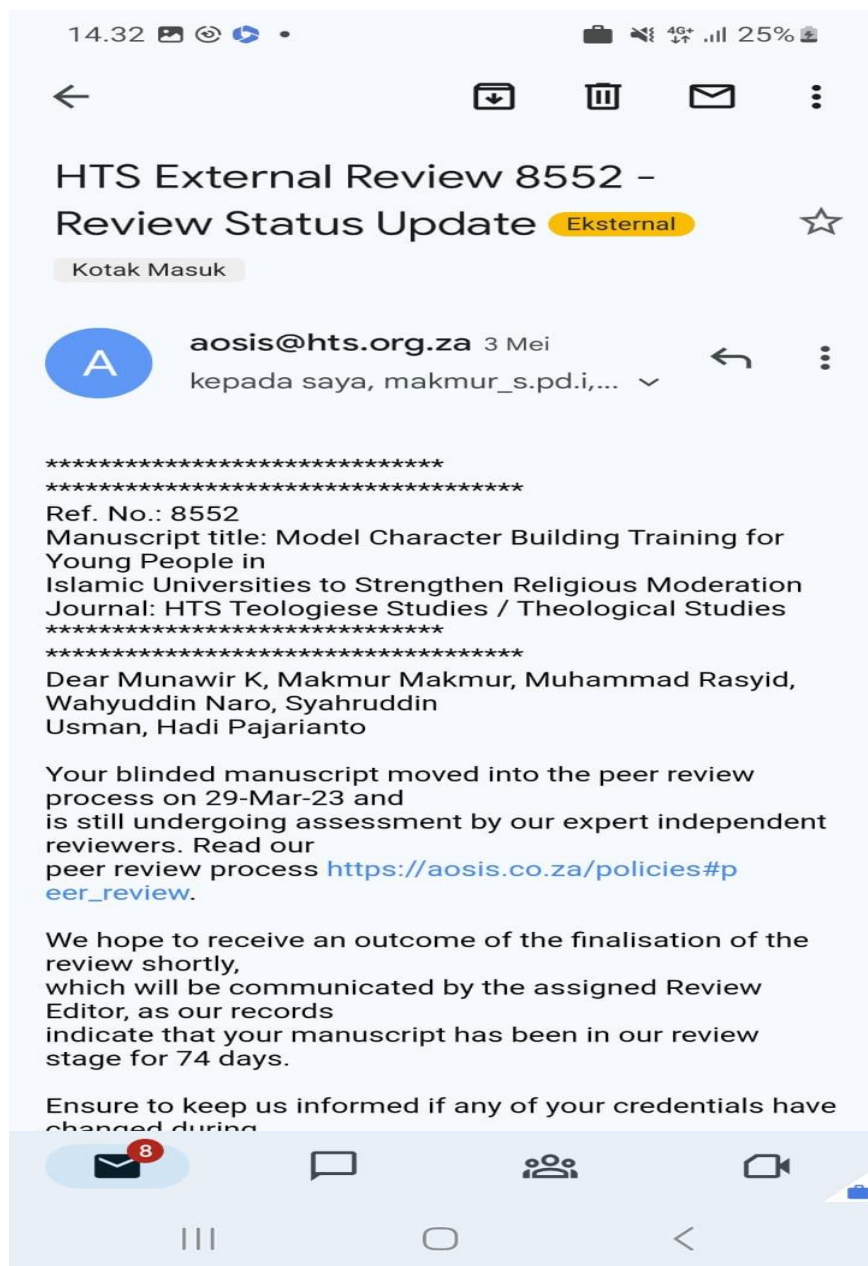 14.32
4G+ 25%
HTS External Review 8552 -
Review Status Update Eksternal
Kotak Masuk
A
aosis@hts.org.za 3 Mei
kepada saya, makmur_s.pd.i,...
******************************
************************************
Ref. No.: 8552
Manuscript title: Model Character Building Training for
Young People in
Islamic Universities to Strengthen Religious Moderation
Journal: HTS Teologiese Studies / Theological Studies
******************************
************************************
Dear Munawir K, Makmur Makmur, Muhammad Rasyid,
Wahyuddin Naro, Syahruddin
Usman, Hadi Pajarianto
Your blinded manuscript moved into the peer review
process on 29-Mar-23 and
is still undergoing assessment by our expert independent
reviewers. Read our
peer review process https://aosis.co.za/policies#p
eer_review.
We hope to receive an outcome of the finalisation of the
review shortly,
which will be communicated by the assigned Review
Editor, as our records
indicate that your manuscript has been in our review
stage for 74 days.
Ensure to keep us informed if any of your credentials have
changed during
8